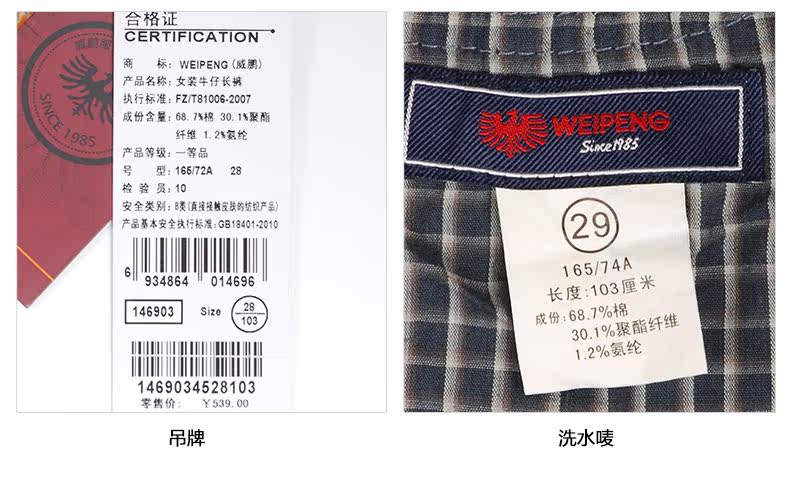 威鹏服
SINCE 1985
合格证
CERTIFICATION
商 标: WEIPENG(威鹏)
产品名称: 女装牛仔长裤
执行标准: FZ/T81006-2007
成份含量: 68.7%棉 30.1%聚酯
纤维 1.2%氨纶
产品等级: 一等品
号 型: 165/72A 28
检 验 员: 10
安全类别: B类(直接接触皮肤的纺织产品)
产品基本安全执行标准: GB18401-2010
6 934864 014696
146903 Size 28
103
1469034528103
零售价: ￥539.00
吊牌
WEIPENG
Since1985
29
165/74A
长度:103厘米
成份:68.7%棉
30.1%聚酯纤维
1.2%氨纶
洗水唛